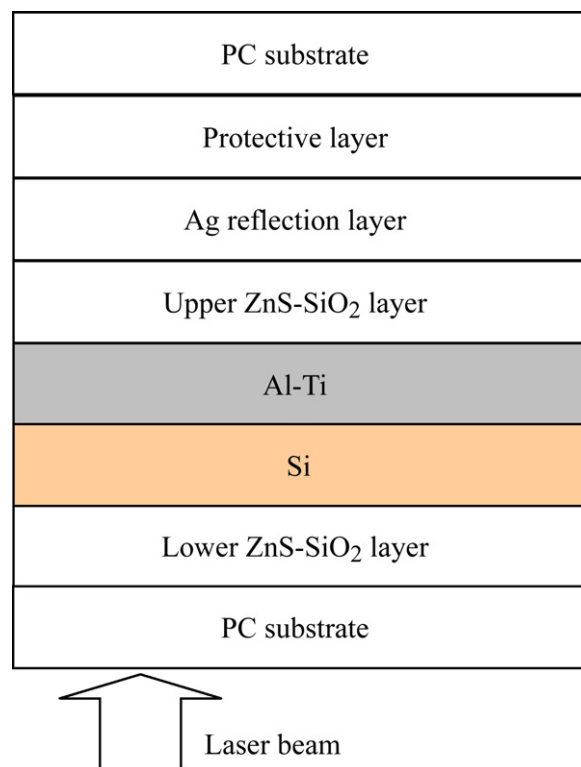 PC substrate
Protective layer
Ag reflection layer
Upper ZnS-SiO₂ layer
Al-Ti
Si
Lower ZnS-SiO₂ layer
PC substrate
Laser beam